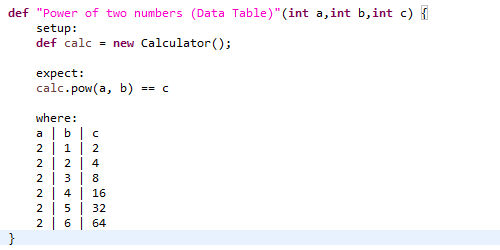 def "Power of two numbers (Data Table)"(int a,int b,int c) {
setup:
def calc = new Calculator();
expect:
calc.pow(a, b) == c
where:
a | b | c
2 | 1 | 2
2 | 2 | 4
2 | 3 | 8
2 | 4 | 16
2 | 5 | 32
2 | 6 | 64
}